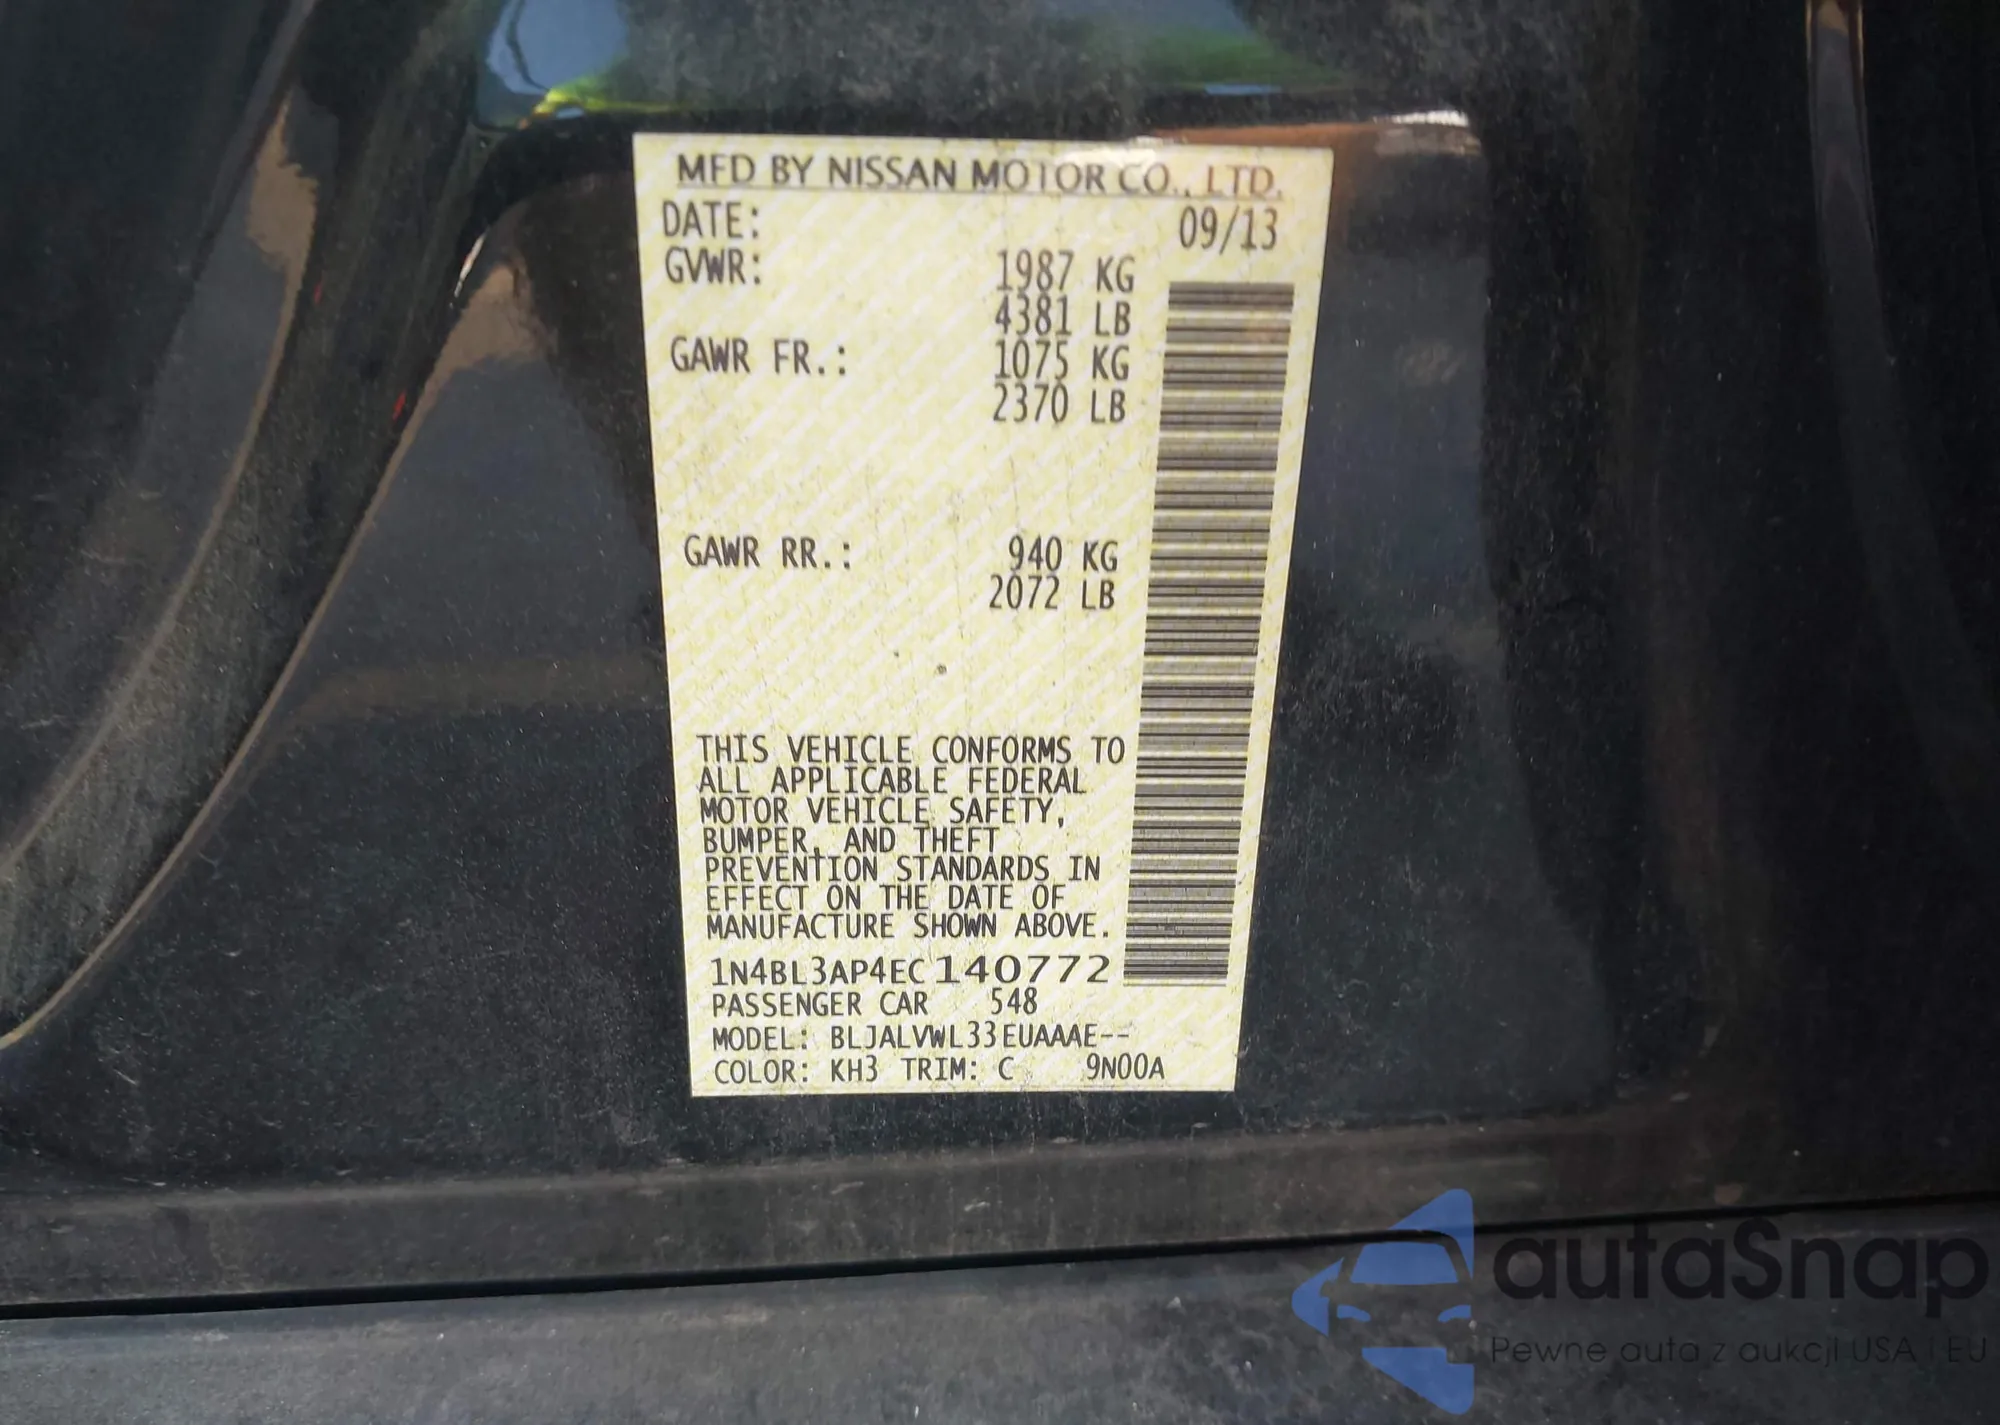 MFD BY NISSAN MOTOR CO., LTD.
DATE: 09/13
GVWR: 1987 KG
4381 LB
GAWR FR.: 1075 KG
2370 LB
GAWR RR.: 940 KG
2072 LB
THIS VEHICLE CONFORMS TO
ALL APPLICABLE FEDERAL
MOTOR VEHICLE SAFETY,
BUMPER, AND THEFT
PREVENTION STANDARDS IN
EFFECT ON THE DATE OF
MANUFACTURE SHOWN ABOVE.
1N4BL3AP4EC140772
PASSENGER CAR 548
MODEL: BLJALVWL33EUAAAE--
COLOR: KH3 TRIM: C 9N00A
autaSnap
Pewne auta z aukcji USA i EU